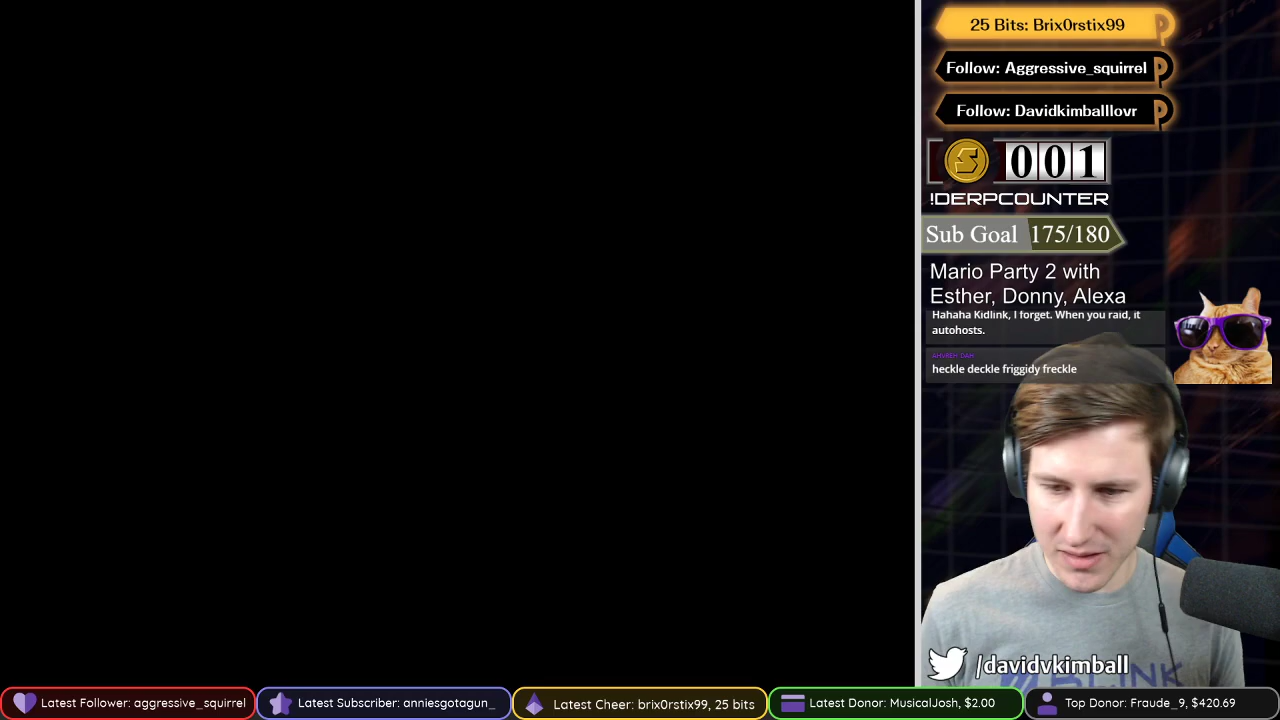 25 Bits: Brix0rstix99
Follow: Aggressive_squirrel
Follow: Davidkimballlovr
001
!DERPCOUNTER
Sub Goal 175/180
Mario Party 2 with
Esther, Donny, Alexa
Hahaha Kidlink, I forget. When you raid, it
autohosts.
heckle deckle friggidy freckle
/davidvkimball
Latest Follower: aggressive_squirrel
Latest Subscriber: anniesgotagun_
Latest Cheer: brix0rstix99, 25 bits
Latest Donor: MusicalJosh, $2.00
Top Donor: Fraude_9, $420.69